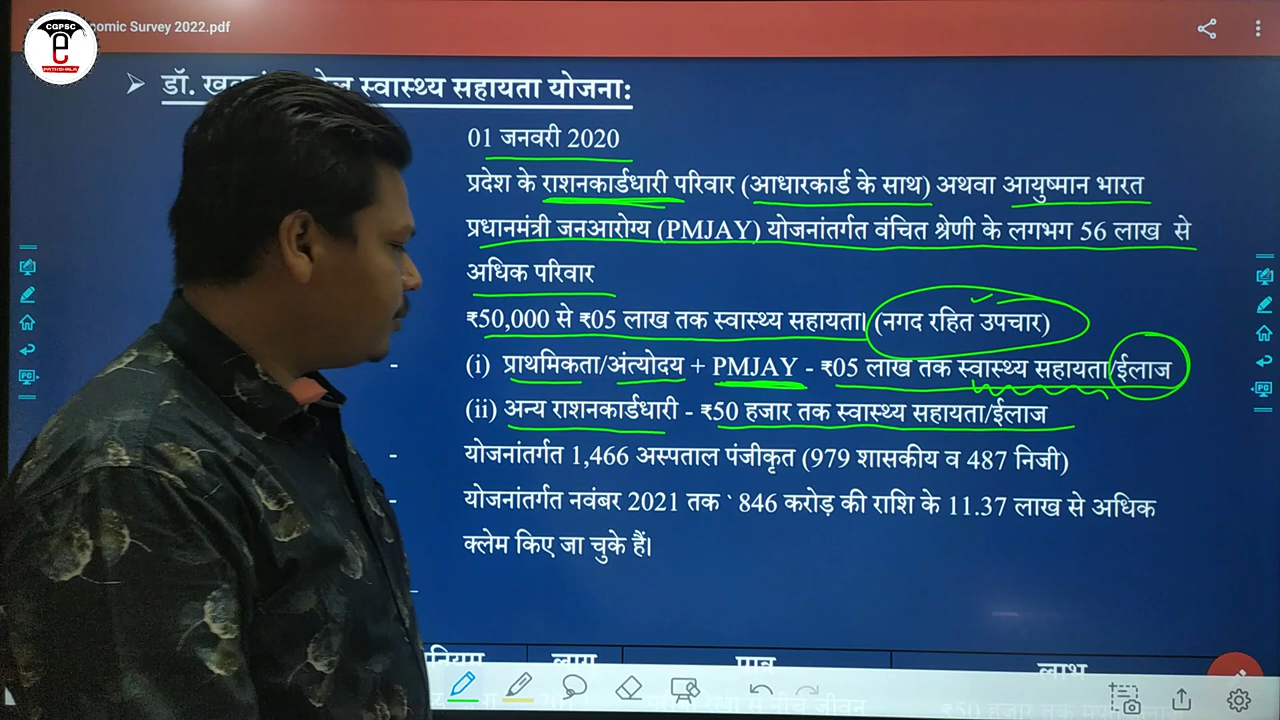 CGPSC
e
PATHSHALA
nomic Survey 2022.pdf
डॉ. स्वास्थ्य सहायता योजना:
01 जनवरी 2020
प्रदेश के राशनकार्डधारी परिवार (आधारकार्ड के साथ) अथवा आयुष्मान भारत
प्रधानमंत्री जनआरोग्य (PMJAY) योजनांतर्गत वंचित श्रेणी के लगभग 56 लाख से
अधिक परिवार
₹50,000 से ₹05 लाख तक स्वास्थ्य सहायता। (नगद रहित उपचार)
- (i) प्राथमिकता/अंत्योदय + PMJAY - ₹05 लाख तक स्वास्थ्य सहायता/ईलाज
(ii) अन्य राशनकार्डधारी - ₹50 हजार तक स्वास्थ्य सहायता/ईलाज
- योजनांतर्गत 1,466 अस्पताल पंजीकृत (979 शासकीय व 487 निजी)
- योजनांतर्गत नवंबर 2021 तक ` 846 करोड़ की राशि के 11.37 लाख से अधिक
क्लेम किए जा चुके हैं।